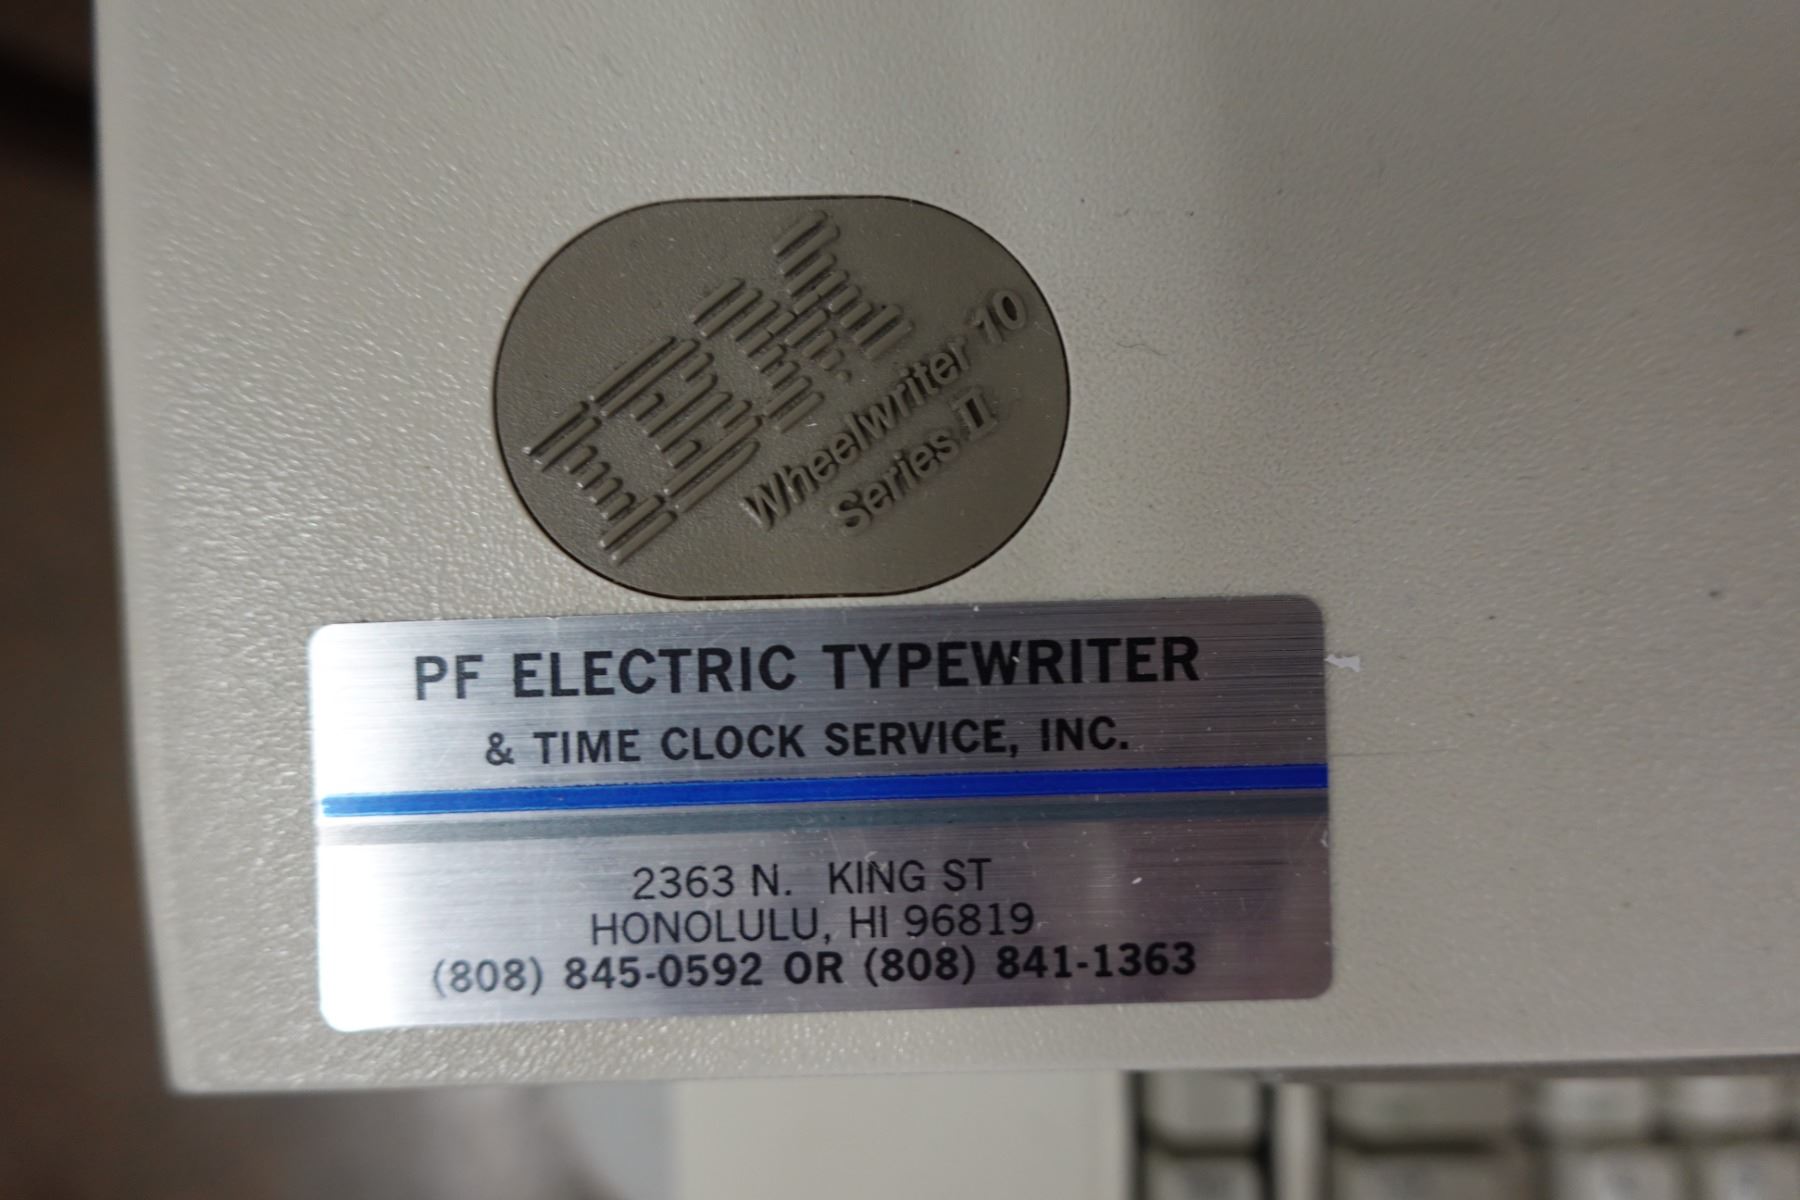 IBM
Wheelwriter 10
Series II
PF ELECTRIC TYPEWRITER
& TIME CLOCK SERVICE, INC.
2363 N. KING ST
HONOLULU, HI 96819
(808) 845-0592 OR (808) 841-1363